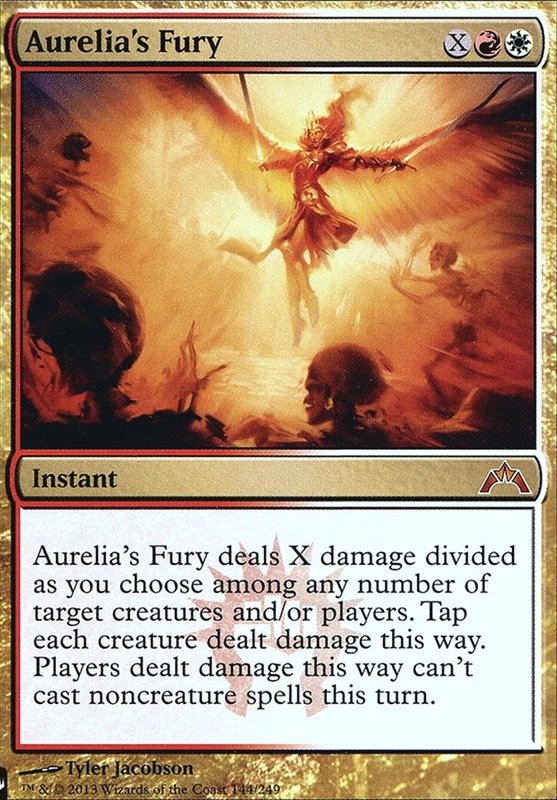 Aurelia's Fury X
Instant
Aurelia's Fury deals X damage divided
as you choose among any number of
target creatures and/or players. Tap
each creature dealt damage this way.
Players dealt damage this way can't
cast noncreature spells this turn.
Tyler Jacobson
™ & © 2013 Wizards of the Coast 144/249